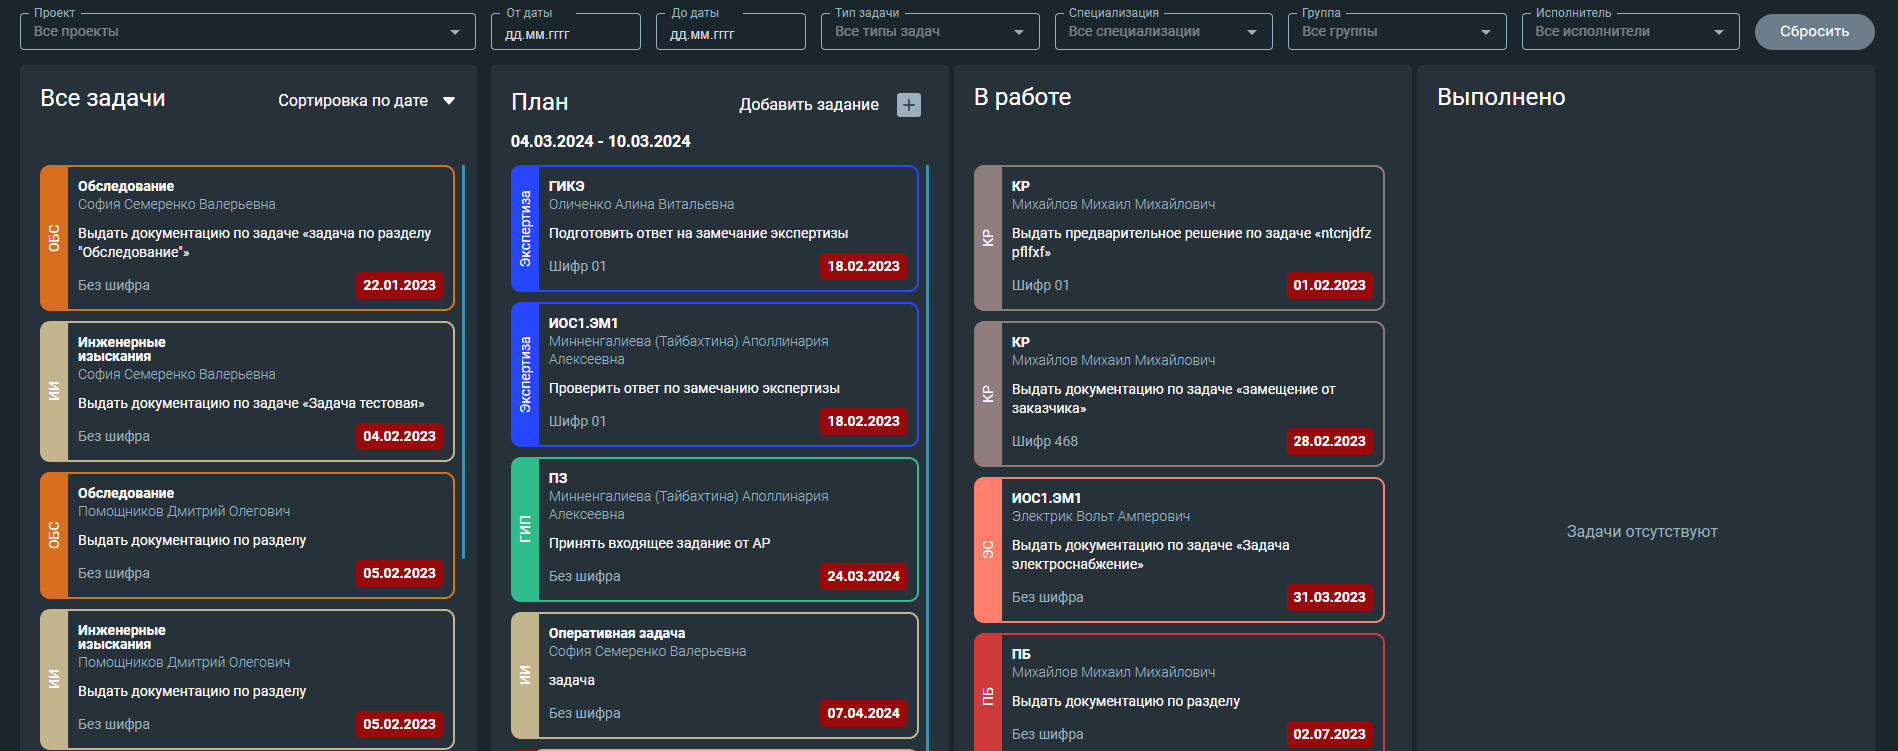 Проект
Все проекты
От даты
дд.мм.гггг
До даты
дд.мм.гггг
Тип задачи
Все типы задач
Специализация
Все специализации
Группа
Все группы
Исполнитель
Все исполнители
Сбросить
Все задачи
Сортировка по дате
ОБС
Обследование
София Семеренко Валерьевна
Выдать документацию по задаче «задача по разделу
"Обследование"»
Без шифра
22.01.2023
ИИ
Инженерные
изыскания
София Семеренко Валерьевна
Выдать документацию по задаче «Задача тестовая»
Без шифра
04.02.2023
ОБС
Обследование
Помощников Дмитрий Олегович
Выдать документацию по разделу
Без шифра
05.02.2023
ИИ
Инженерные
изыскания
Помощников Дмитрий Олегович
Выдать документацию по разделу
Без шифра
05.02.2023
План
Добавить задание
04.03.2024 - 10.03.2024
Экспертиза
ГИКЭ
Оличенко Алина Витальевна
Подготовить ответ на замечание экспертизы
Шифр 01
18.02.2023
Экспертиза
ИОС1.ЭМ1
Минненгалиева (Тайбахтина) Аполлинария
Алексеевна
Проверить ответ по замечанию экспертизы
Шифр 01
18.02.2023
ГИП
ПЗ
Минненгалиева (Тайбахтина) Аполлинария
Алексеевна
Принять входящее задание от АР
Без шифра
24.03.2024
ИИ
Оперативная задача
София Семеренко Валерьевна
задача
Без шифра
07.04.2024
В работе
КР
КР
Михайлов Михаил Михайлович
Выдать предварительное решение по задаче «ntcnjdfz
pflfxf»
Шифр 01
01.02.2023
КР
КР
Михайлов Михаил Михайлович
Выдать документацию по задаче «замещение от
заказчика»
Шифр 468
28.02.2023
ЭС
ИОС1.ЭМ1
Электрик Вольт Амперович
Выдать документацию по задаче «Задача
электроснабжение»
Без шифра
31.03.2023
ПБ
ПБ
Михайлов Михаил Михайлович
Выдать документацию по разделу
Без шифра
02.07.2023
Выполнено
Задачи отсутствуют